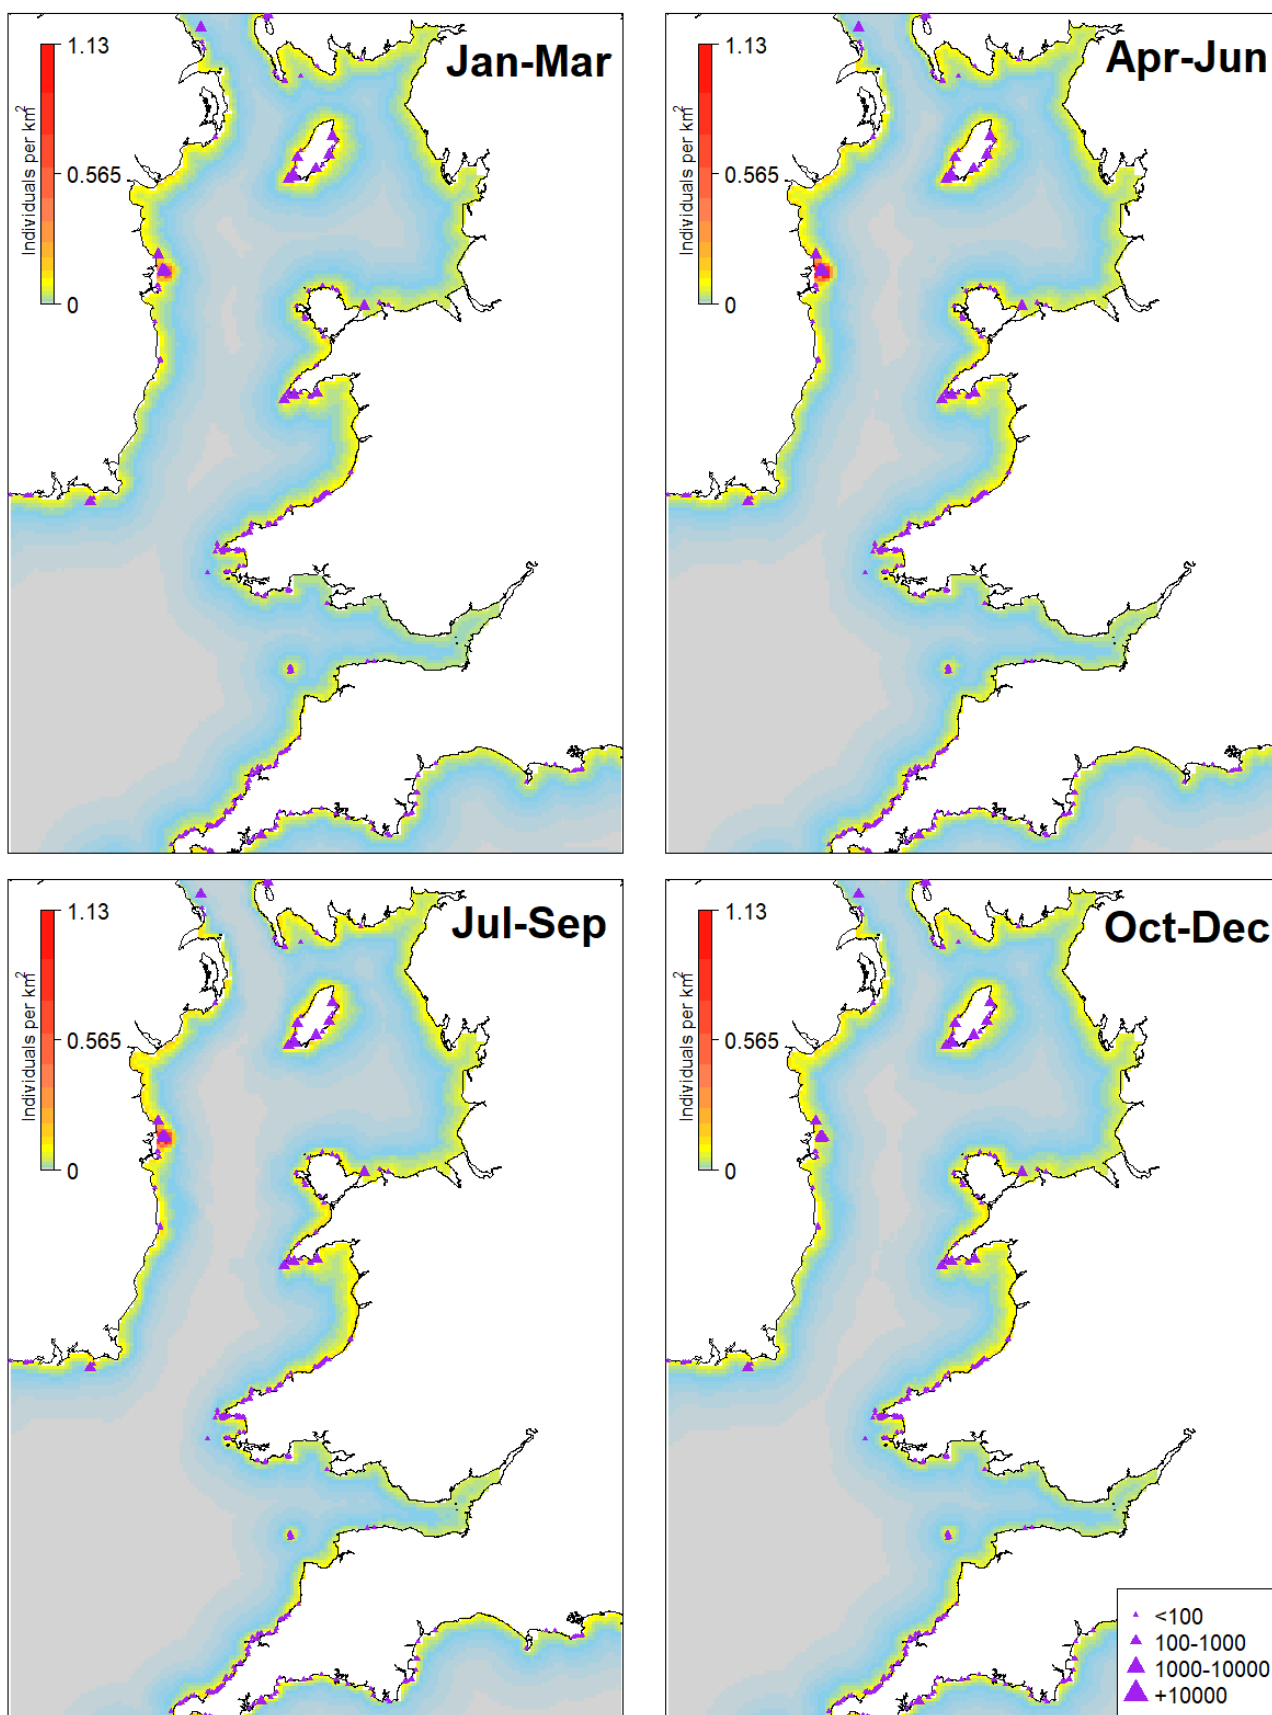 Jan-Mar
1.13
0.565
0
Individuals per km2
Apr-Jun
1.13
0.565
0
Individuals per km2
Jul-Sep
1.13
0.565
0
Individuals per km2
Oct-Dec
1.13
0.565
0
Individuals per km2
<100
100-1000
1000-10000
+10000